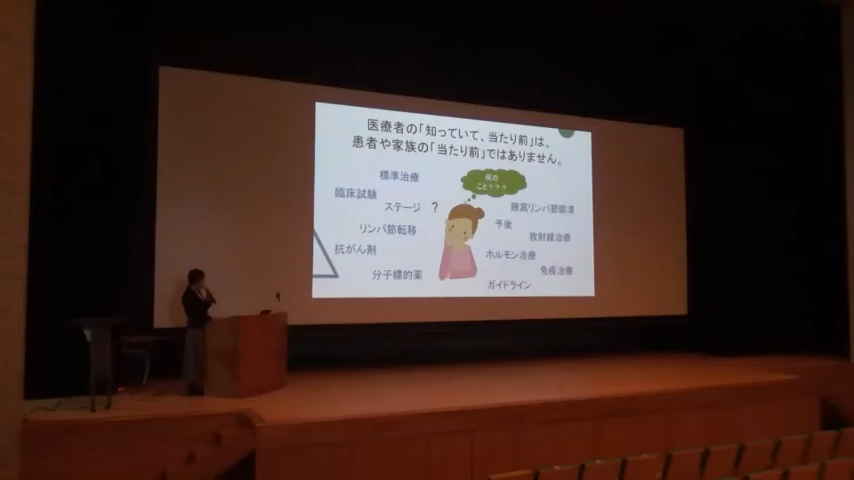 医療者の「知っていて、当たり前」は、
患者や家族の「当たり前」ではありません。
何の
こと？？？
標準治療
臨床試験
ステージ
？
腋窩リンパ節郭清
予後
リンパ節転移
放射線治療
抗がん剤
ホルモン治療
免疫治療
分子標的薬
ガイドライン